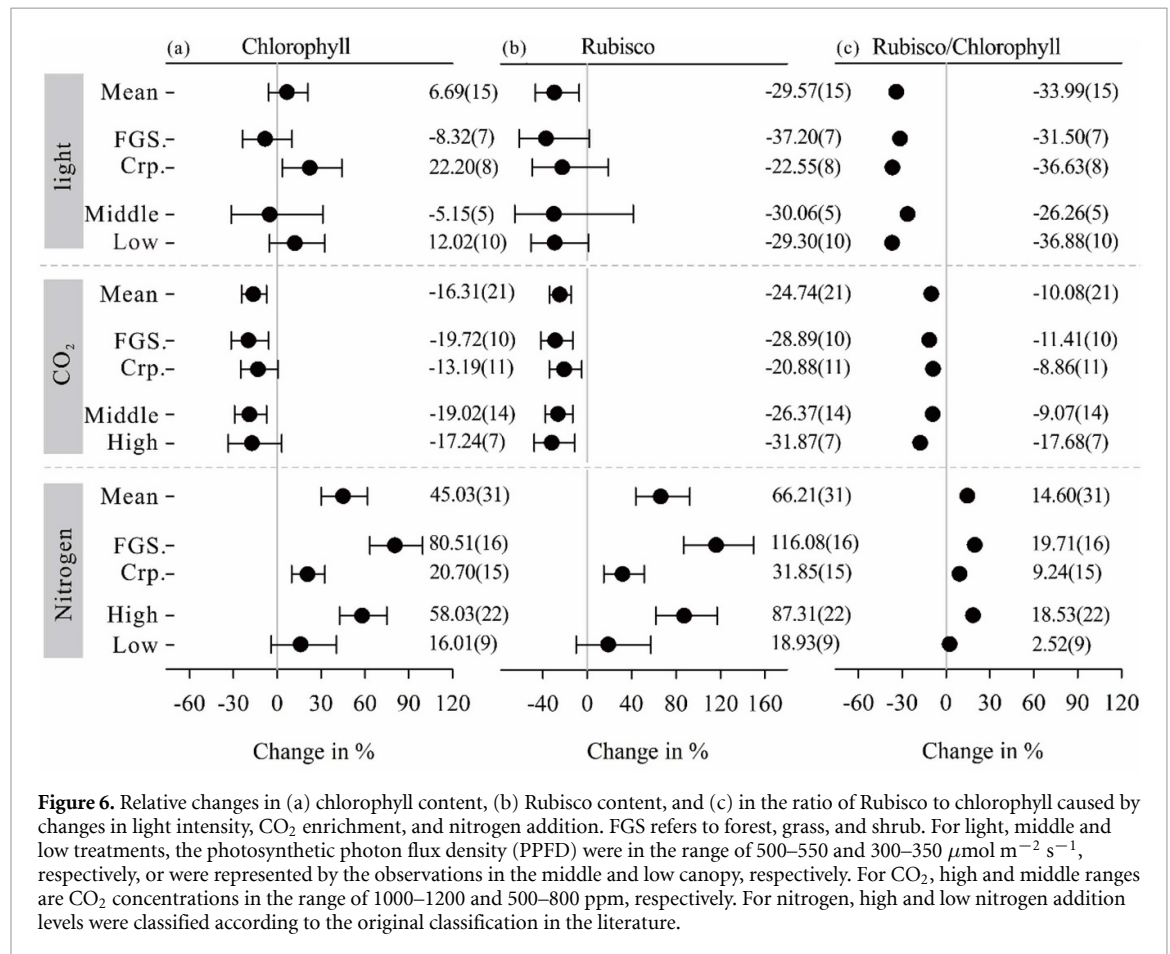 (a) Chlorophyll (b) Rubisco (c) Rubisco/Chlorophyll
light
Mean 6.69(15) -29.57(15) -33.99(15)
FGS. -8.32(7) -37.20(7) -31.50(7)
Crp. 22.20(8) -22.55(8) -36.63(8)
Middle -5.15(5) -30.06(5) -26.26(5)
Low 12.02(10) -29.30(10) -36.88(10)
CO₂
Mean -16.31(21) -24.74(21) -10.08(21)
FGS. -19.72(10) -28.89(10) -11.41(10)
Crp. -13.19(11) -20.88(11) -8.86(11)
Middle -19.02(14) -26.37(14) -9.07(14)
High -17.24(7) -31.87(7) -17.68(7)
Nitrogen
Mean 45.03(31) 66.21(31) 14.60(31)
FGS. 80.51(16) 116.08(16) 19.71(16)
Crp. 20.70(15) 31.85(15) 9.24(15)
High 58.03(22) 87.31(22) 18.53(22)
Low 16.01(9) 18.93(9) 2.52(9)
-60 -30 0 30 60 90 120 -40 0 40 80 120 160 -60 -30 0 30 60 90 120
Change in % Change in % Change in %
Figure 6. Relative changes in (a) chlorophyll content, (b) Rubisco content, and (c) in the ratio of Rubisco to chlorophyll caused by
changes in light intensity, CO₂ enrichment, and nitrogen addition. FGS refers to forest, grass, and shrub. For light, middle and
low treatments, the photosynthetic photon flux density (PPFD) were in the range of 500–550 and 300–350 μmol m⁻² s⁻¹,
respectively, or were represented by the observations in the middle and low canopy, respectively. For CO₂, high and middle ranges
are CO₂ concentrations in the range of 1000–1200 and 500–800 ppm, respectively. For nitrogen, high and low nitrogen addition
levels were classified according to the original classification in the literature.